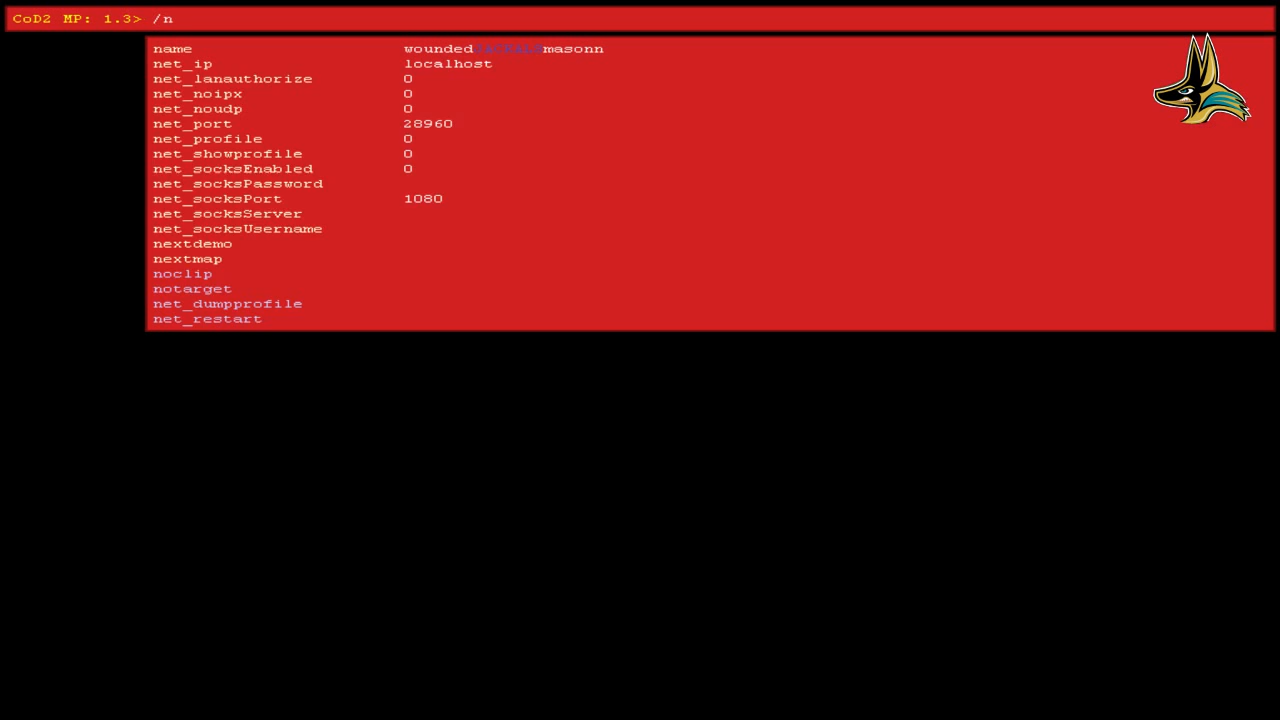 CoD2 MP: 1.3> /n
name wounded masonn
net_ip localhost
net_lanauthorize 0
net_noipx 0
net_noudp 0
net_port 28960
net_profile 0
net_showprofile 0
net_socksEnabled 0
net_socksPassword
net_socksPort 1080
net_socksServer
net_socksUsername
nextdemo
nextmap
noclip
notarget
net_dumpprofile
net_restart